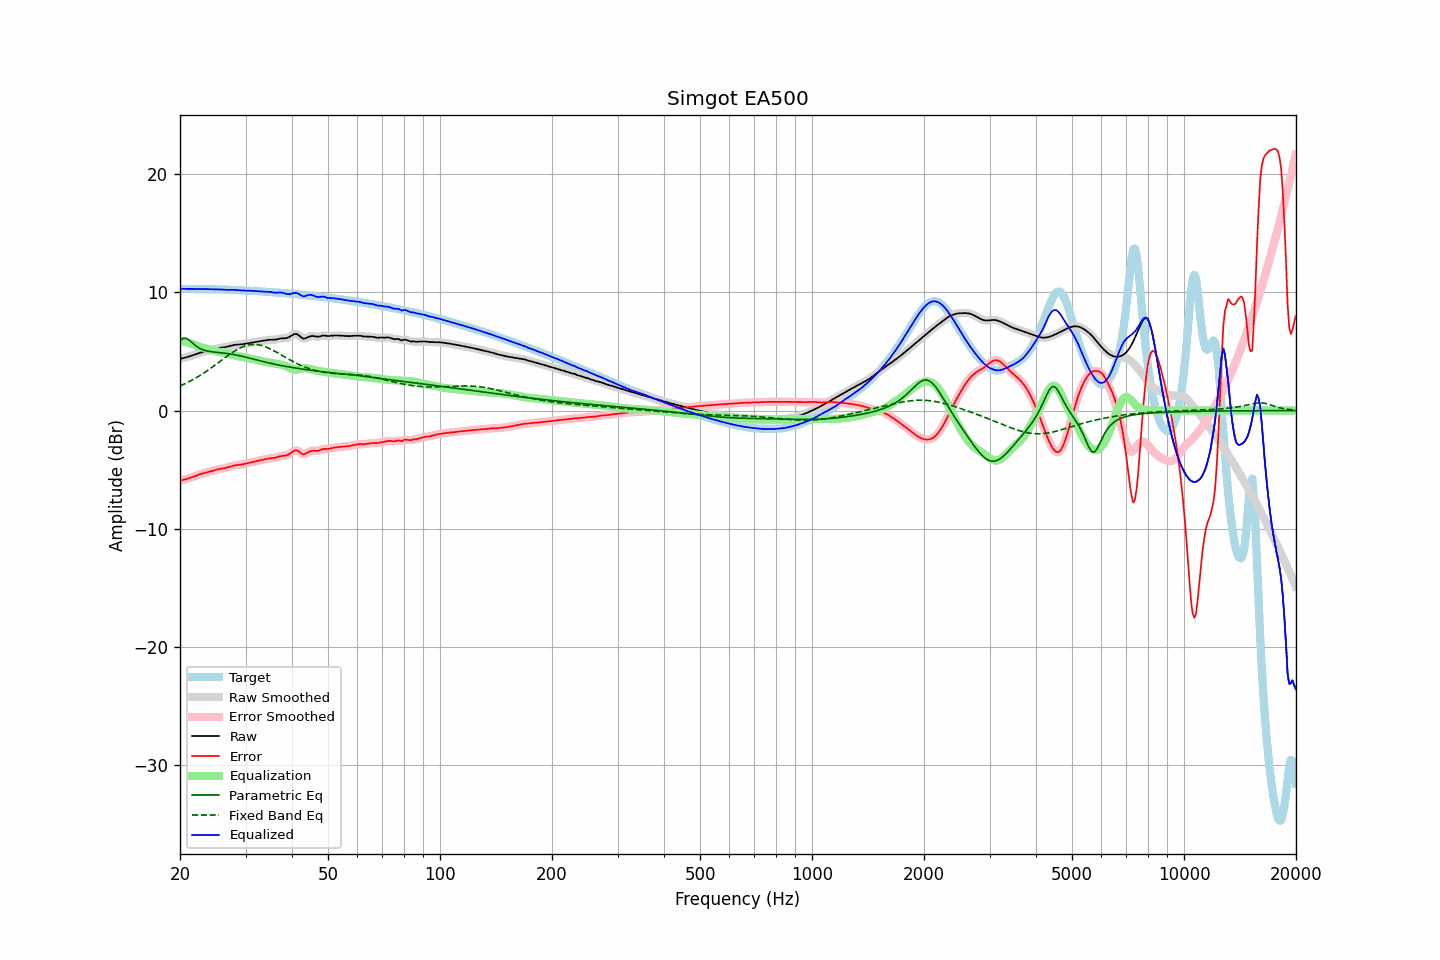 Simgot EA500
Amplitude (dBr)
20
10
0
−10
−20
−30
Target
Raw Smoothed
Error Smoothed
Raw
Error
Equalization
Parametric Eq
Fixed Band Eq
Equalized
20 50 100 200 500 1000 2000 5000 10000 20000
Frequency (Hz)